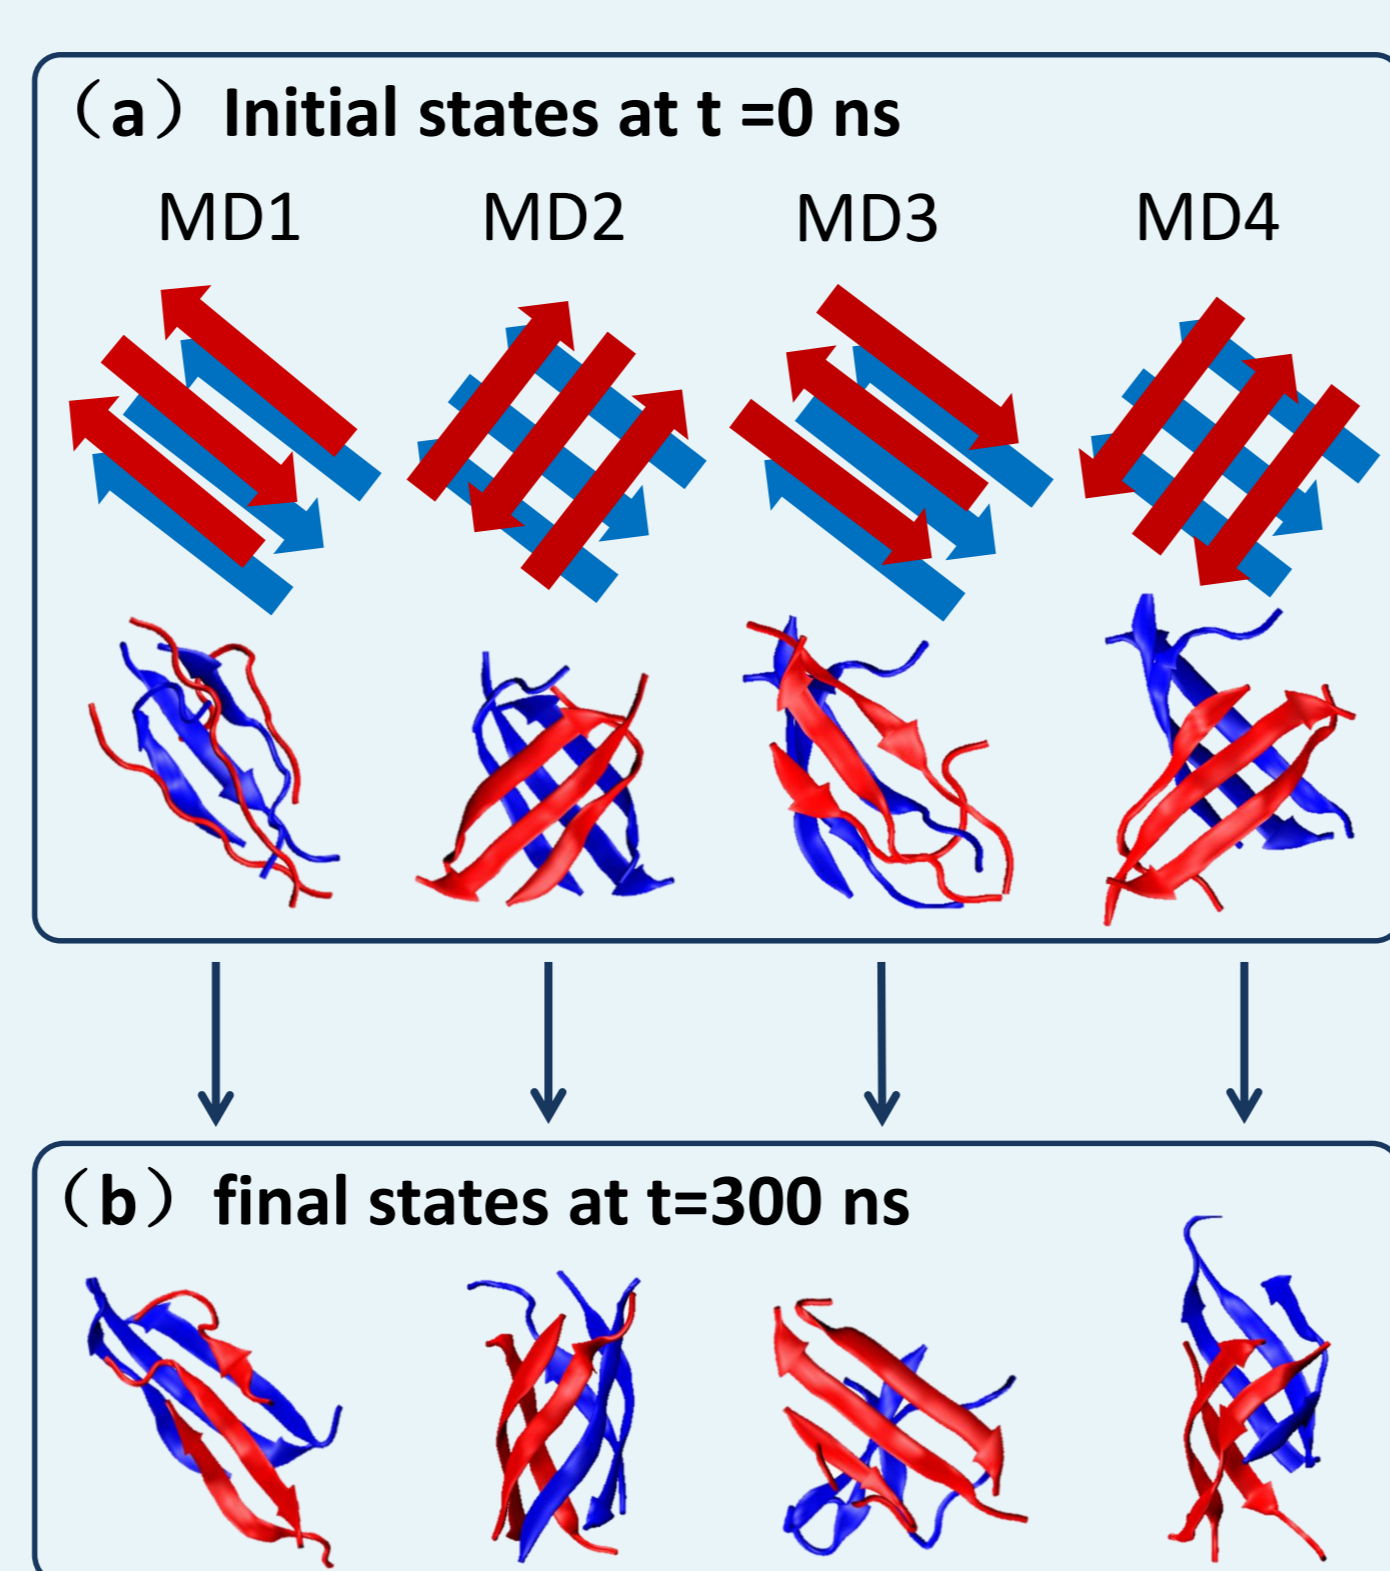 （a）Initial states at t =0 ns
MD1 MD2 MD3 MD4
（b）final states at t=300 ns